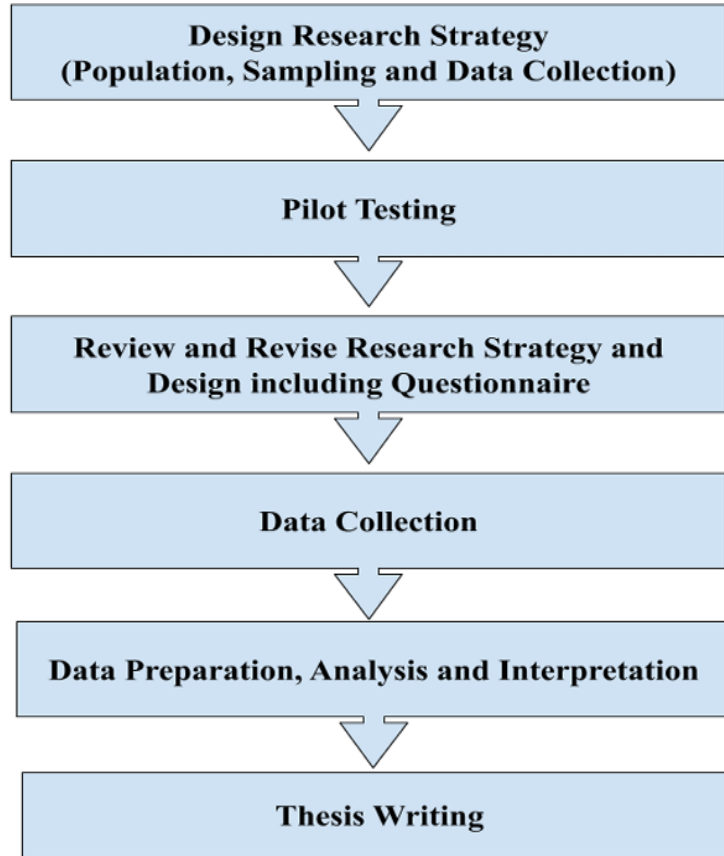 Design Research Strategy
(Population, Sampling and Data Collection)
Pilot Testing
Review and Revise Research Strategy and
Design including Questionnaire
Data Collection
Data Preparation, Analysis and Interpretation
Thesis Writing